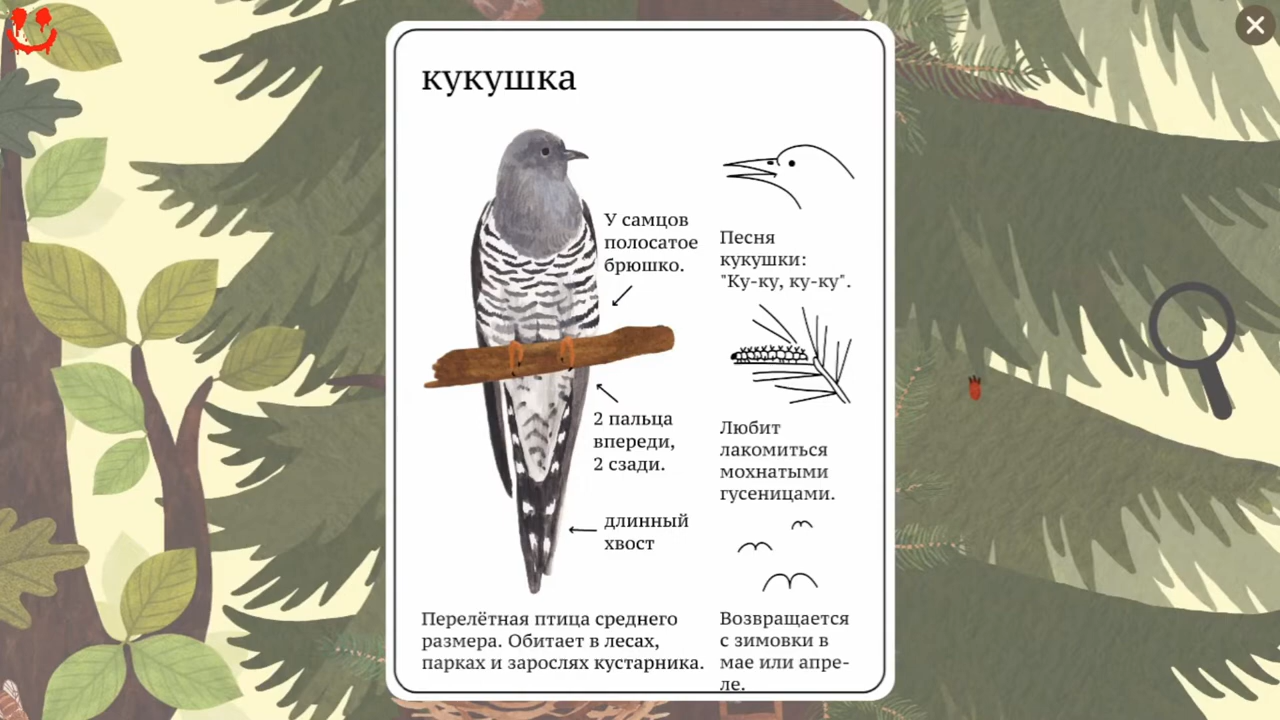 кукушка
У самцов
полосатое
брюшко.
2 пальца
впереди,
2 сзади.
длинный
хвост
Перелётная птица среднего
размера. Обитает в лесах,
парках и зарослях кустарника.
Песня
кукушки:
"Ку-ку, ку-ку".
Любит
лакомиться
мохнатыми
гусеницами.
Возвращается
с зимовки в
мае или апре-
ле.